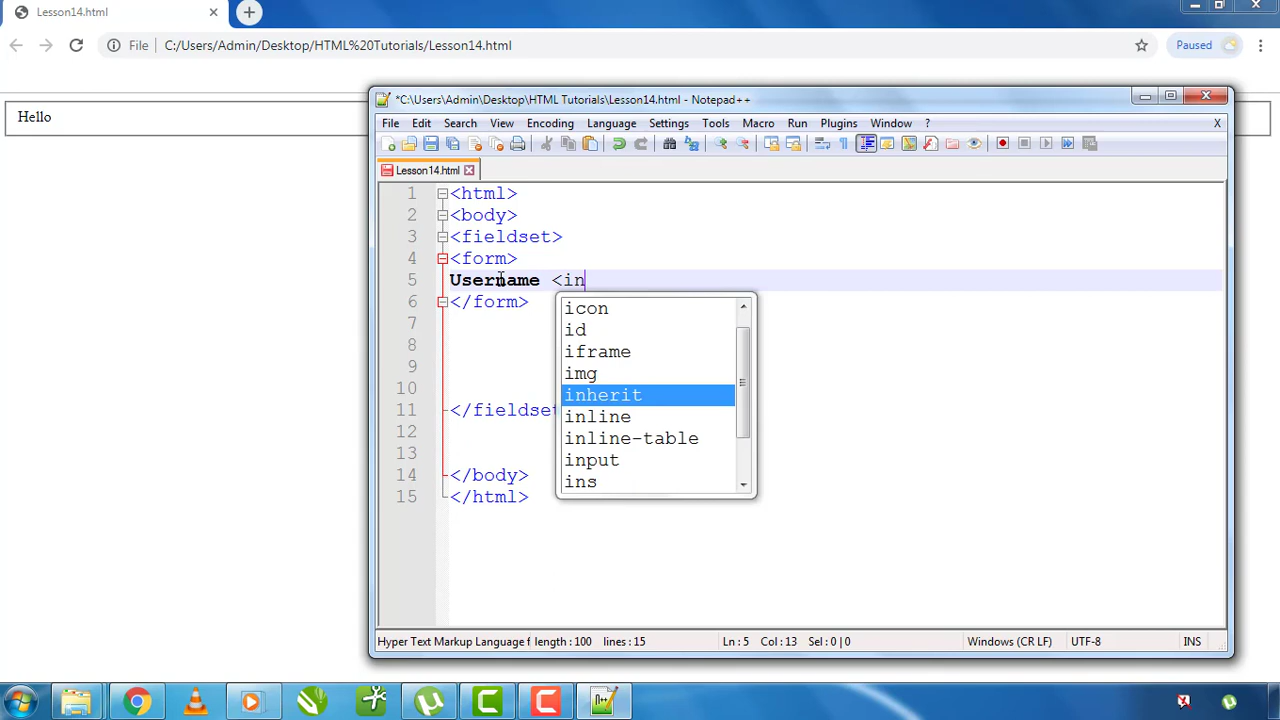 Lesson14.html
Paused
File C:/Users/Admin/Desktop/HTML%20Tutorials/Lesson14.html
Hello
*C:\Users\Admin\Desktop\HTML Tutorials\Lesson14.html - Notepad++
File Edit Search View Encoding Language Settings Tools Macro Run Plugins Window ? X
Lesson14.html
1 <html>
2 <body>
3 <fieldset>
4 <form>
5 Username <in
6 </form>
7
8
9
10
11 </fieldset
12
13
14 </body>
15 </html>
icon
id
iframe
img
inherit
inline
inline-table
input
ins
Hyper Text Markup Language f length : 100 lines : 15 Ln : 5 Col : 13 Sel : 0 | 0 Windows (CR LF) UTF-8 INS